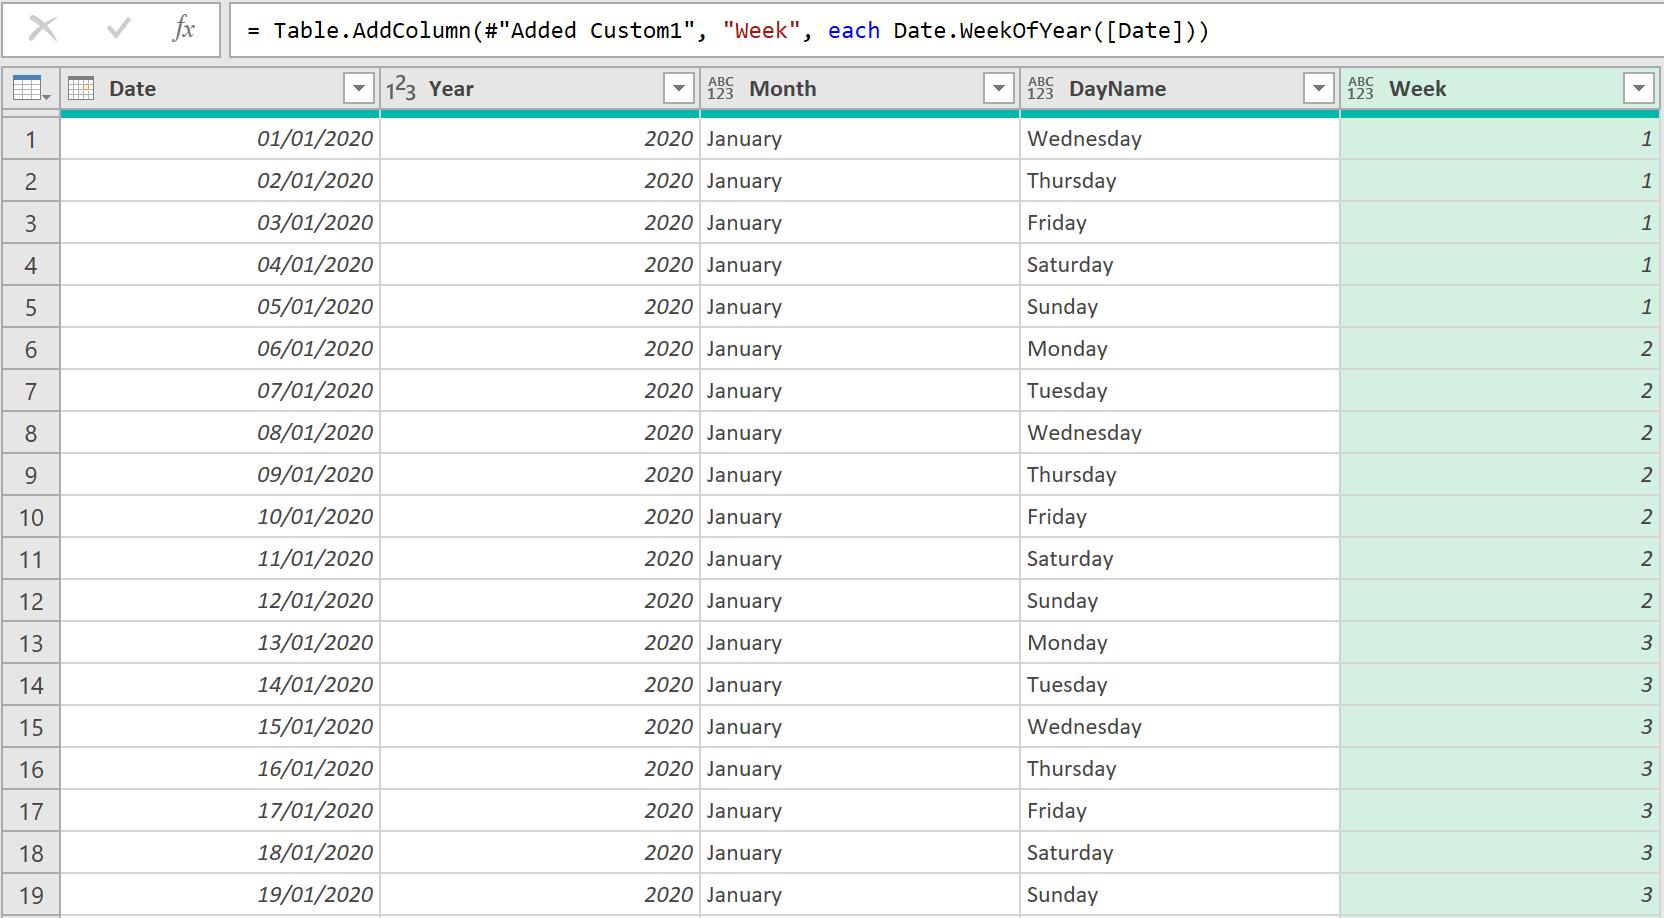 fx = Table.AddColumn(#"Added Custom1", "Week", each Date.WeekOfYear([Date]))
Date 123 Year ABC 123 Month ABC 123 DayName ABC 123 Week
1 01/01/2020 2020 January Wednesday 1
2 02/01/2020 2020 January Thursday 1
3 03/01/2020 2020 January Friday 1
4 04/01/2020 2020 January Saturday 1
5 05/01/2020 2020 January Sunday 1
6 06/01/2020 2020 January Monday 2
7 07/01/2020 2020 January Tuesday 2
8 08/01/2020 2020 January Wednesday 2
9 09/01/2020 2020 January Thursday 2
10 10/01/2020 2020 January Friday 2
11 11/01/2020 2020 January Saturday 2
12 12/01/2020 2020 January Sunday 2
13 13/01/2020 2020 January Monday 3
14 14/01/2020 2020 January Tuesday 3
15 15/01/2020 2020 January Wednesday 3
16 16/01/2020 2020 January Thursday 3
17 17/01/2020 2020 January Friday 3
18 18/01/2020 2020 January Saturday 3
19 19/01/2020 2020 January Sunday 3